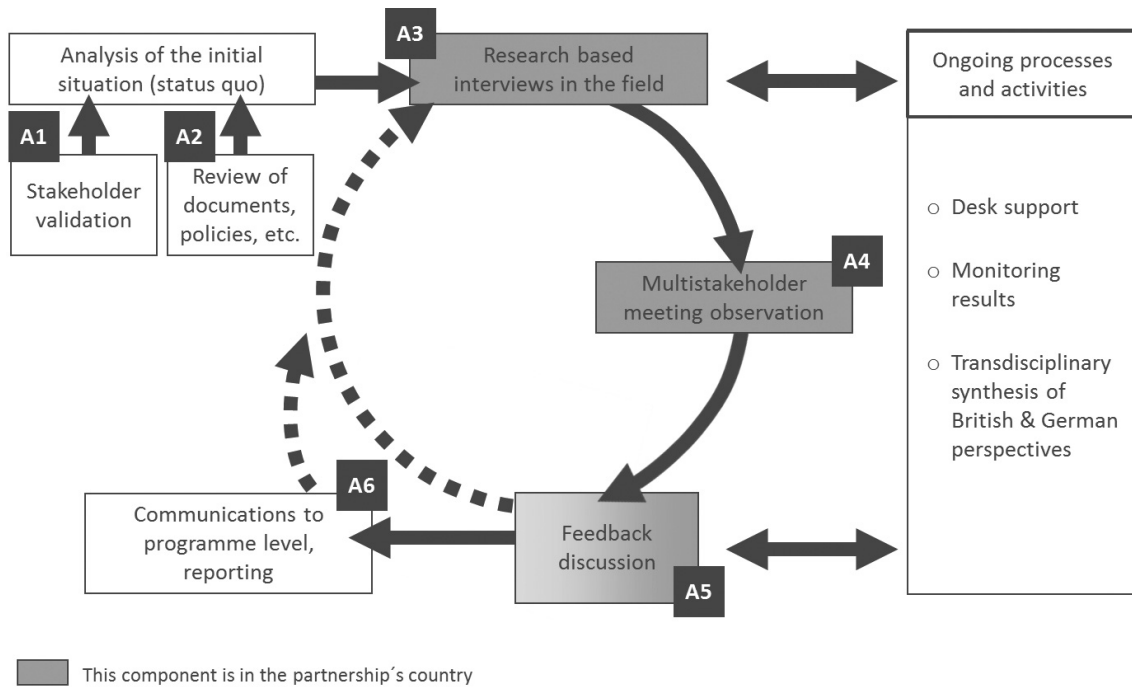 Analysis of the initial
situation (status quo)
A1
Stakeholder
validation
A2
Review of
documents,
policies, etc.
A3
Research based
interviews in the field
A4
Multistakeholder
meeting observation
Feedback
discussion
A5
A6
Communications to
programme level,
reporting
Ongoing processes
and activities
○ Desk support
○ Monitoring
results
○ Transdisciplinary
synthesis of
British & German
perspectives
This component is in the partnership´s country